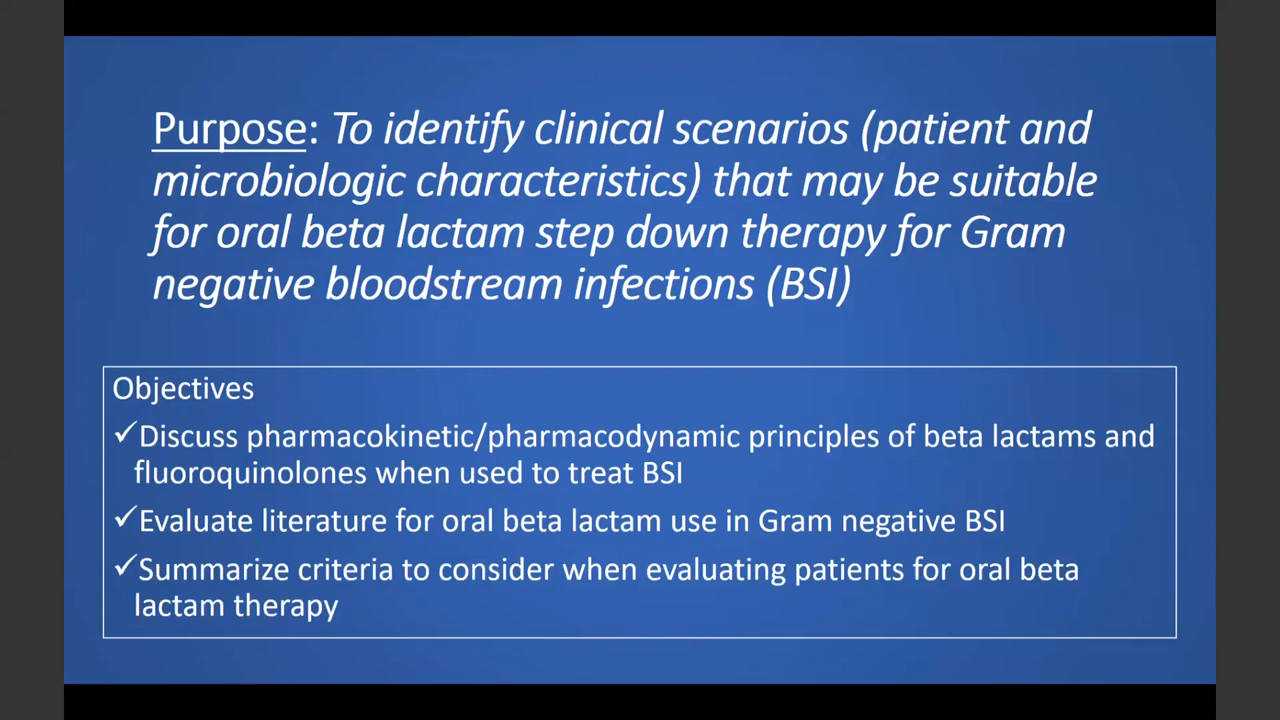 Purpose: To identify clinical scenarios (patient and
microbiologic characteristics) that may be suitable
for oral beta lactam step down therapy for Gram
negative bloodstream infections (BSI)
Objectives
✓Discuss pharmacokinetic/pharmacodynamic principles of beta lactams and
fluoroquinolones when used to treat BSI
✓Evaluate literature for oral beta lactam use in Gram negative BSI
✓Summarize criteria to consider when evaluating patients for oral beta
lactam therapy